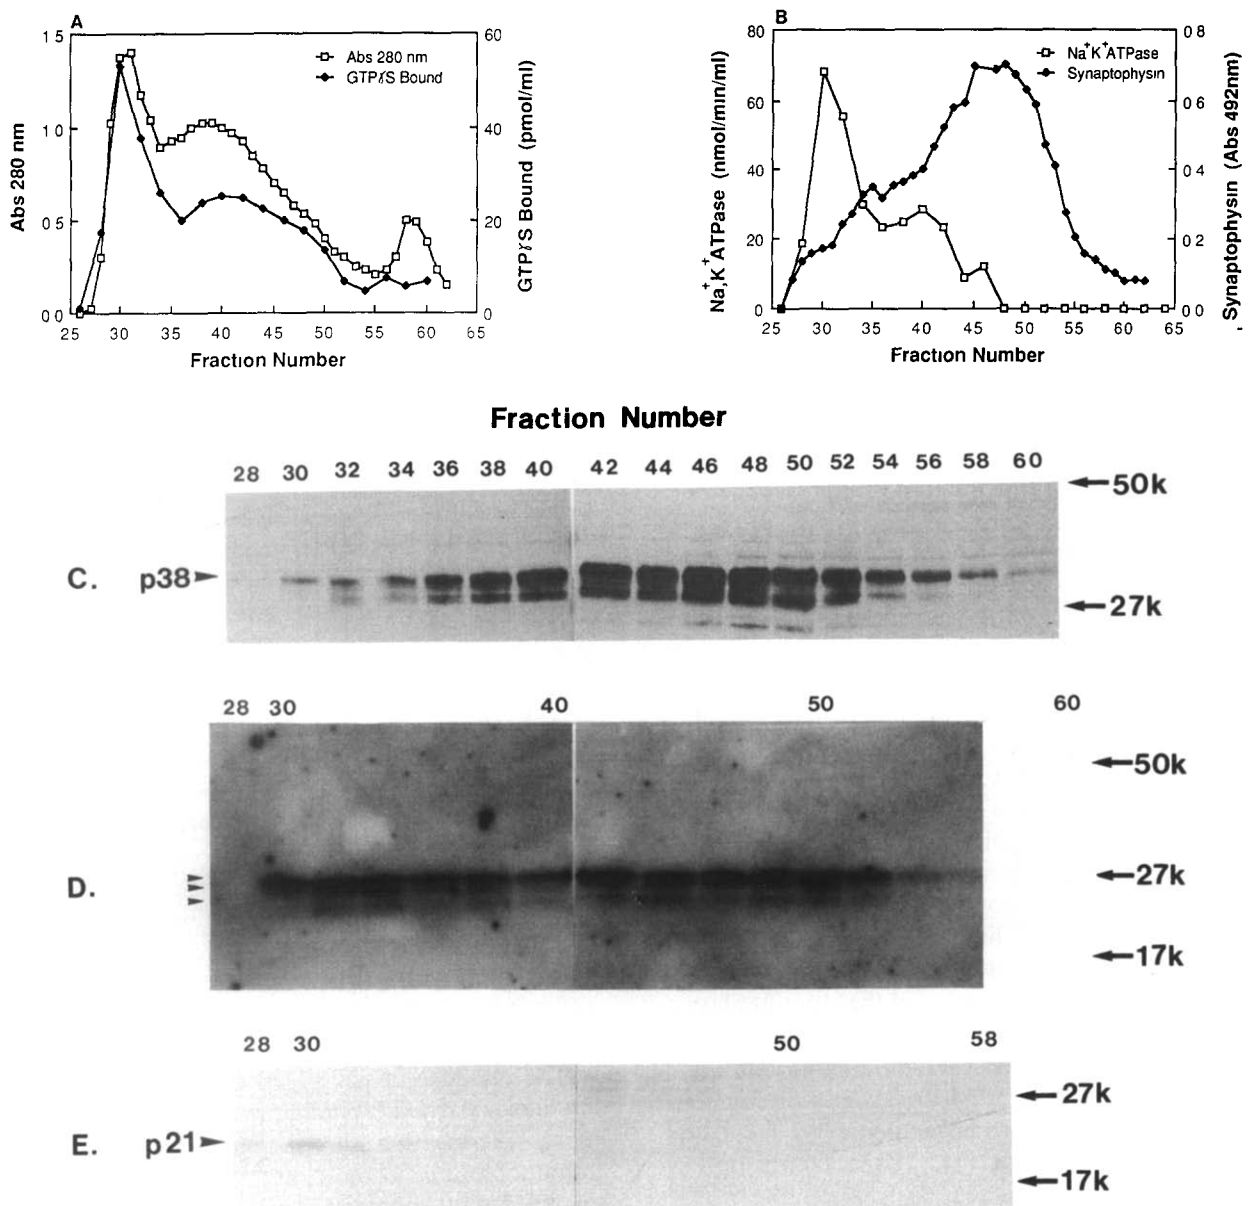 A
Abs 280 nm
GTPγS Bound
1 5
1 0
0 5
0 0
60
40
20
0
25 30 35 40 45 50 55 60 65
Abs 280 nm
GTPγS Bound (pmol/ml)
Fraction Number
B
Na⁺K⁺ATPase
Synaptophysin
80
60
40
20
0
0 8
0 6
0 4
0 2
0 0
25 30 35 40 45 50 55 60 65
Na,K⁺ATPase (nmol/min/ml)
Synaptophysin (Abs 492nm)
Fraction Number
Fraction Number
28 30 32 34 36 38 40 42 44 46 48 50 52 54 56 58 60
50k
C. p38
27k
28 30 40 50 60
50k
D.
27k
17k
28 30 50 58
27k
E. p21
17k